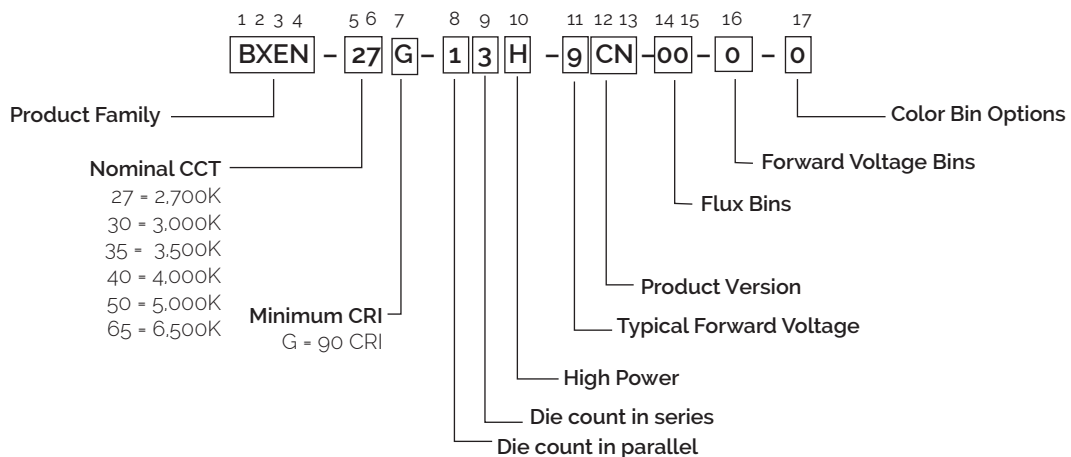 1 2 3 4 5 6 7 8 9 10 11 12 13 14 15 16 17
BXEN – 27 G – 1 3 H – 9 CN – 00 – 0 – 0
Product Family
Color Bin Options
Nominal CCT
27 = 2,700K
30 = 3,000K
35 = 3,500K
40 = 4,000K
50 = 5,000K
65 = 6,500K
Forward Voltage Bins
Flux Bins
Product Version
Minimum CRI
G = 90 CRI
Typical Forward Voltage
High Power
Die count in series
Die count in parallel